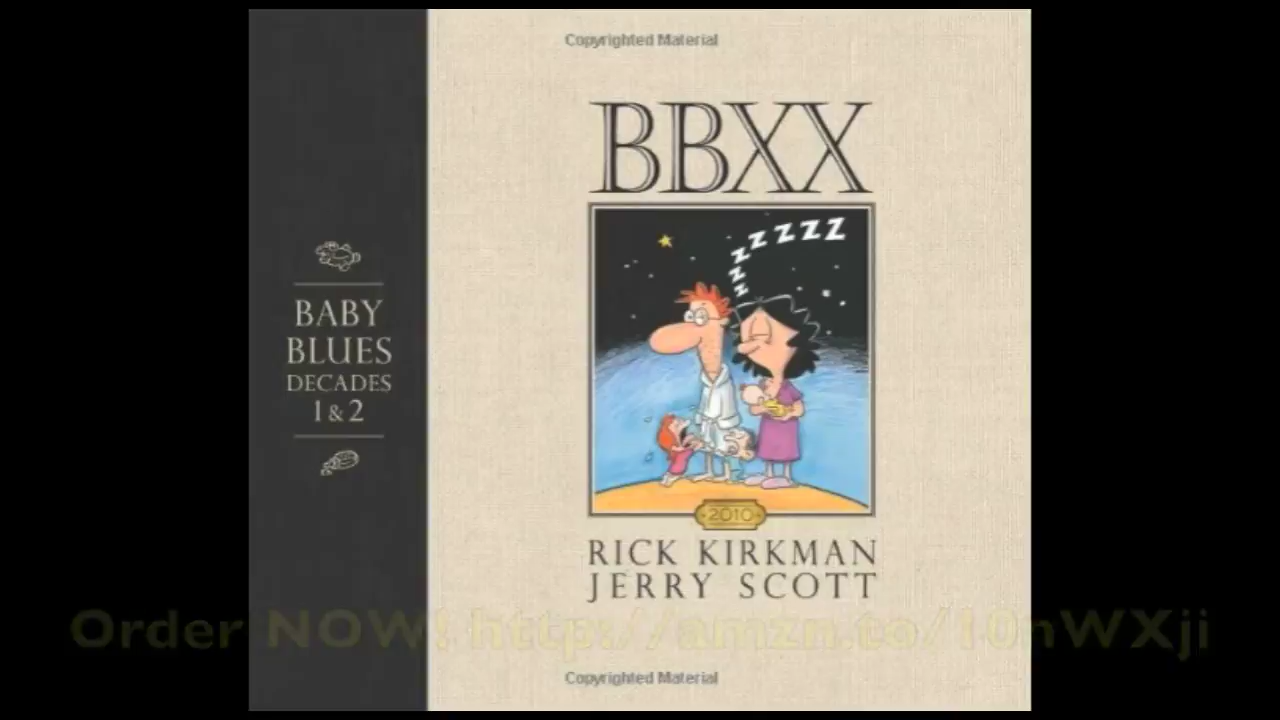 Copyrighted Material
BBXX
ZZZZZZZ
BABY
BLUES
DECADES
1 & 2
2010
RICK KIRKMAN
JERRY SCOTT
Order NOW! http://amzn.to/10nWXji
Copyrighted Material